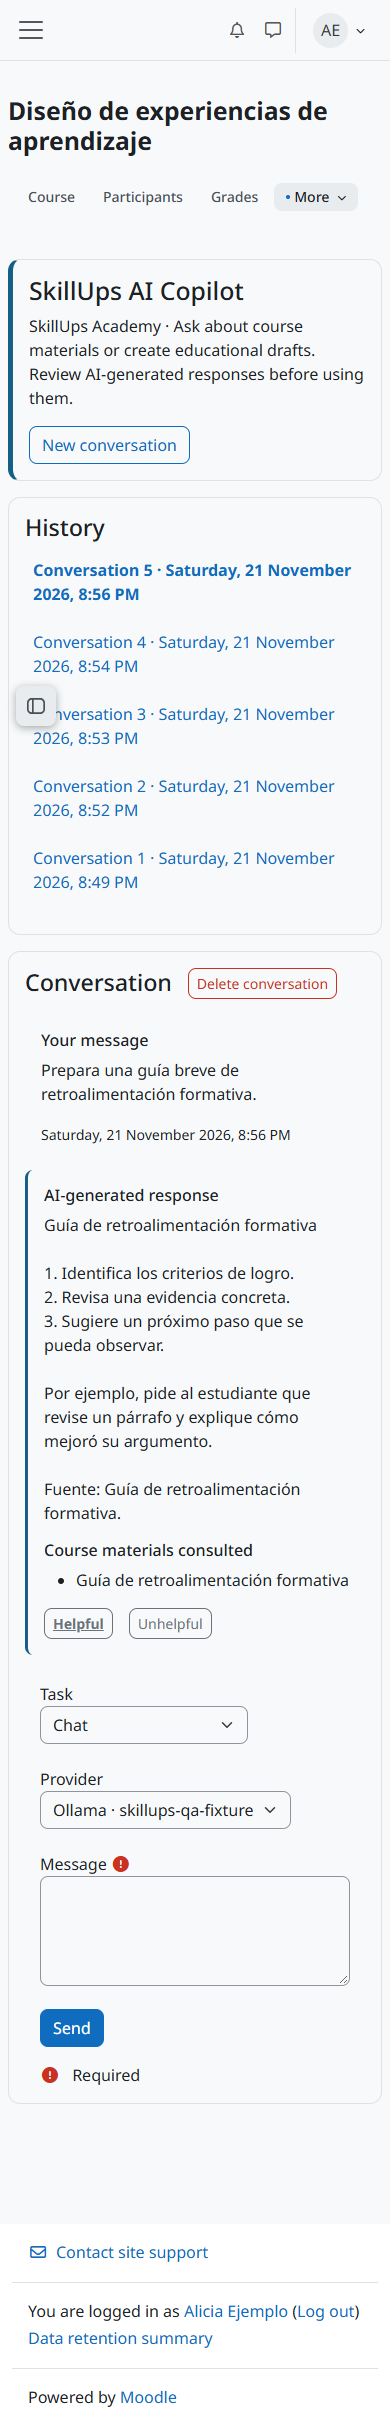 AE
Diseño de experiencias de
aprendizaje
Course Participants Grades • More
SkillUps AI Copilot
SkillUps Academy · Ask about course
materials or create educational drafts.
Review AI-generated responses before using
them.
New conversation
History
Conversation 5 · Saturday, 21 November
2026, 8:56 PM
Conversation 4 · Saturday, 21 November
2026, 8:54 PM
nversation 3 · Saturday, 21 November
2026, 8:53 PM
Conversation 2 · Saturday, 21 November
2026, 8:52 PM
Conversation 1 · Saturday, 21 November
2026, 8:49 PM
Conversation Delete conversation
Your message
Prepara una guía breve de
retroalimentación formativa.
Saturday, 21 November 2026, 8:56 PM
AI-generated response
Guía de retroalimentación formativa
1. Identifica los criterios de logro.
2. Revisa una evidencia concreta.
3. Sugiere un próximo paso que se
pueda observar.
Por ejemplo, pide al estudiante que
revise un párrafo y explique cómo
mejoró su argumento.
Fuente: Guía de retroalimentación
formativa.
Course materials consulted
• Guía de retroalimentación formativa
Helpful Unhelpful
Task
Chat
Provider
Ollama · skillups-qa-fixture
Message
Send
Required
Contact site support
You are logged in as Alicia Ejemplo (Log out)
Data retention summary
Powered by Moodle